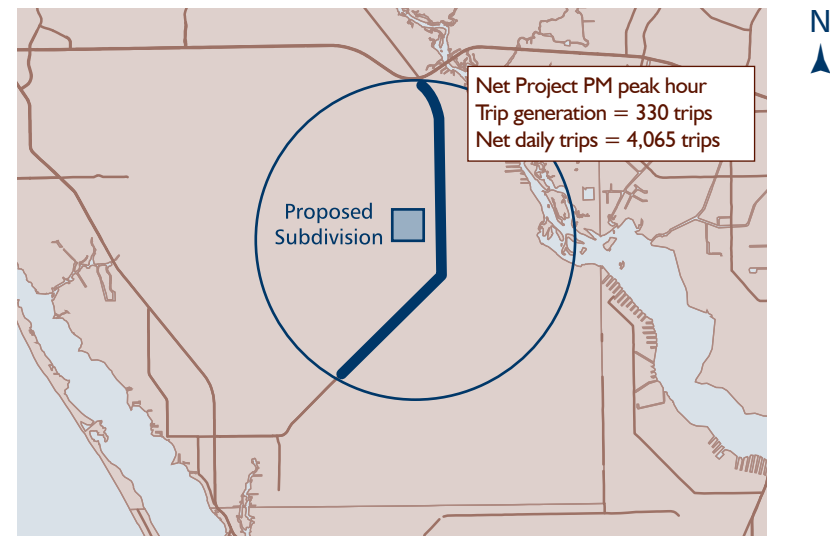 N
Net Project PM peak hour
Trip generation = 330 trips
Net daily trips = 4,065 trips
Proposed
Subdivision